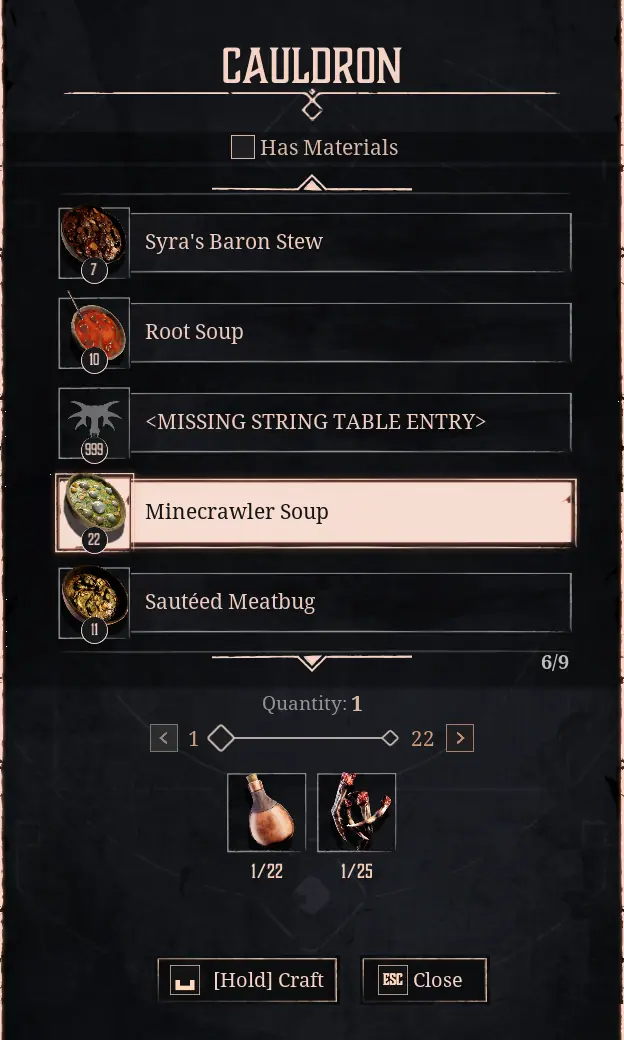 CAULDRON
Has Materials
Syra's Baron Stew
7
Root Soup
10
<MISSING STRING TABLE ENTRY>
999
Minecrawler Soup
22
Sautéed Meatbug
11
6/9
Quantity: 1
< 1 22 >
1/22 1/25
[Hold] Craft ESC Close